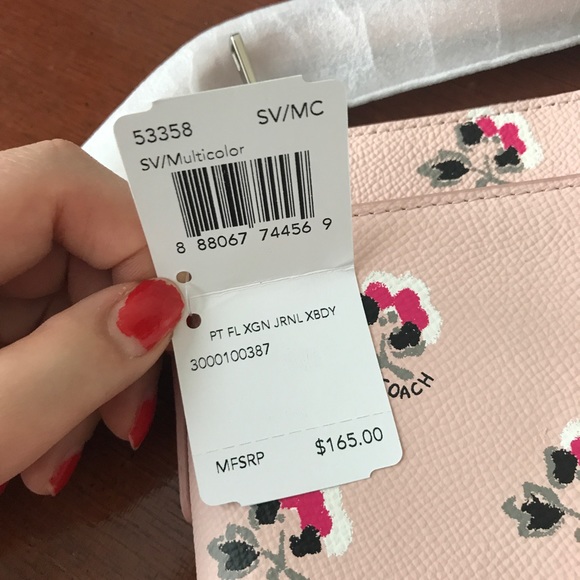 53358
SV/MC
SV/Multicolor
8 88067 74456 9
PT FL XGN JRNL XBDY
3000100387
MFSRP
$165.00
COACH